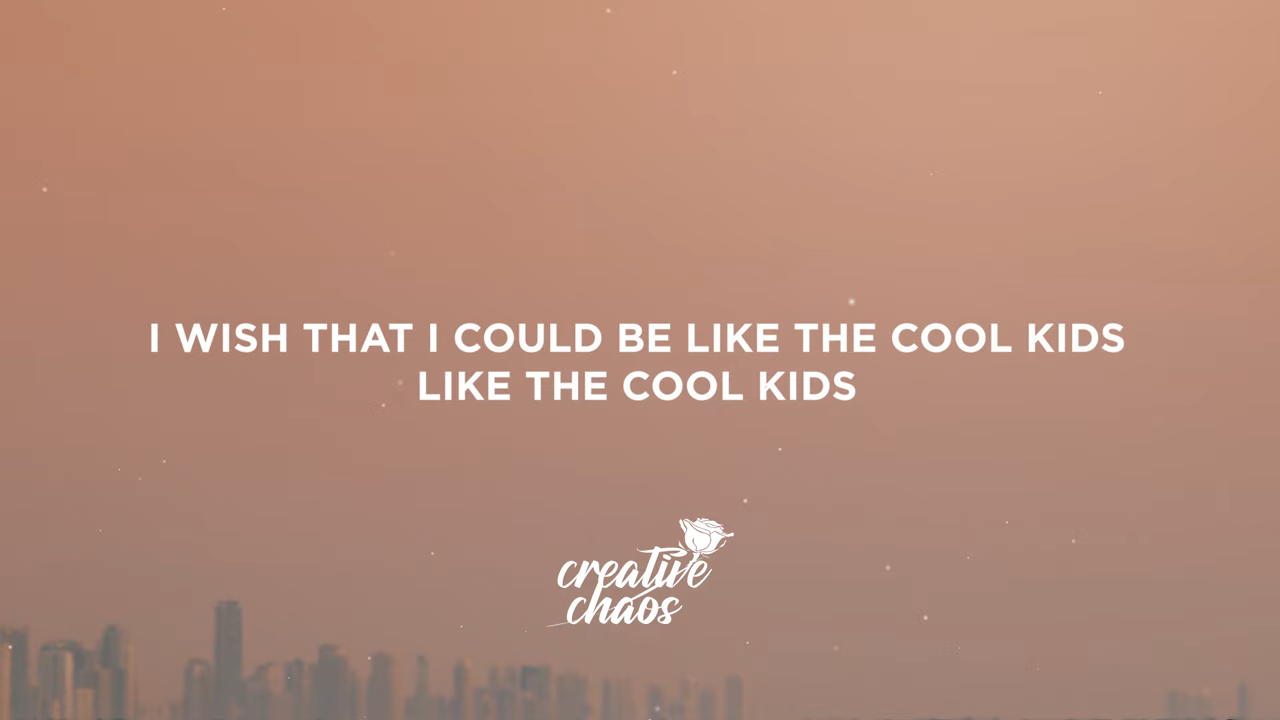 I WISH THAT I COULD BE LIKE THE COOL KIDS
LIKE THE COOL KIDS
creative
chaos